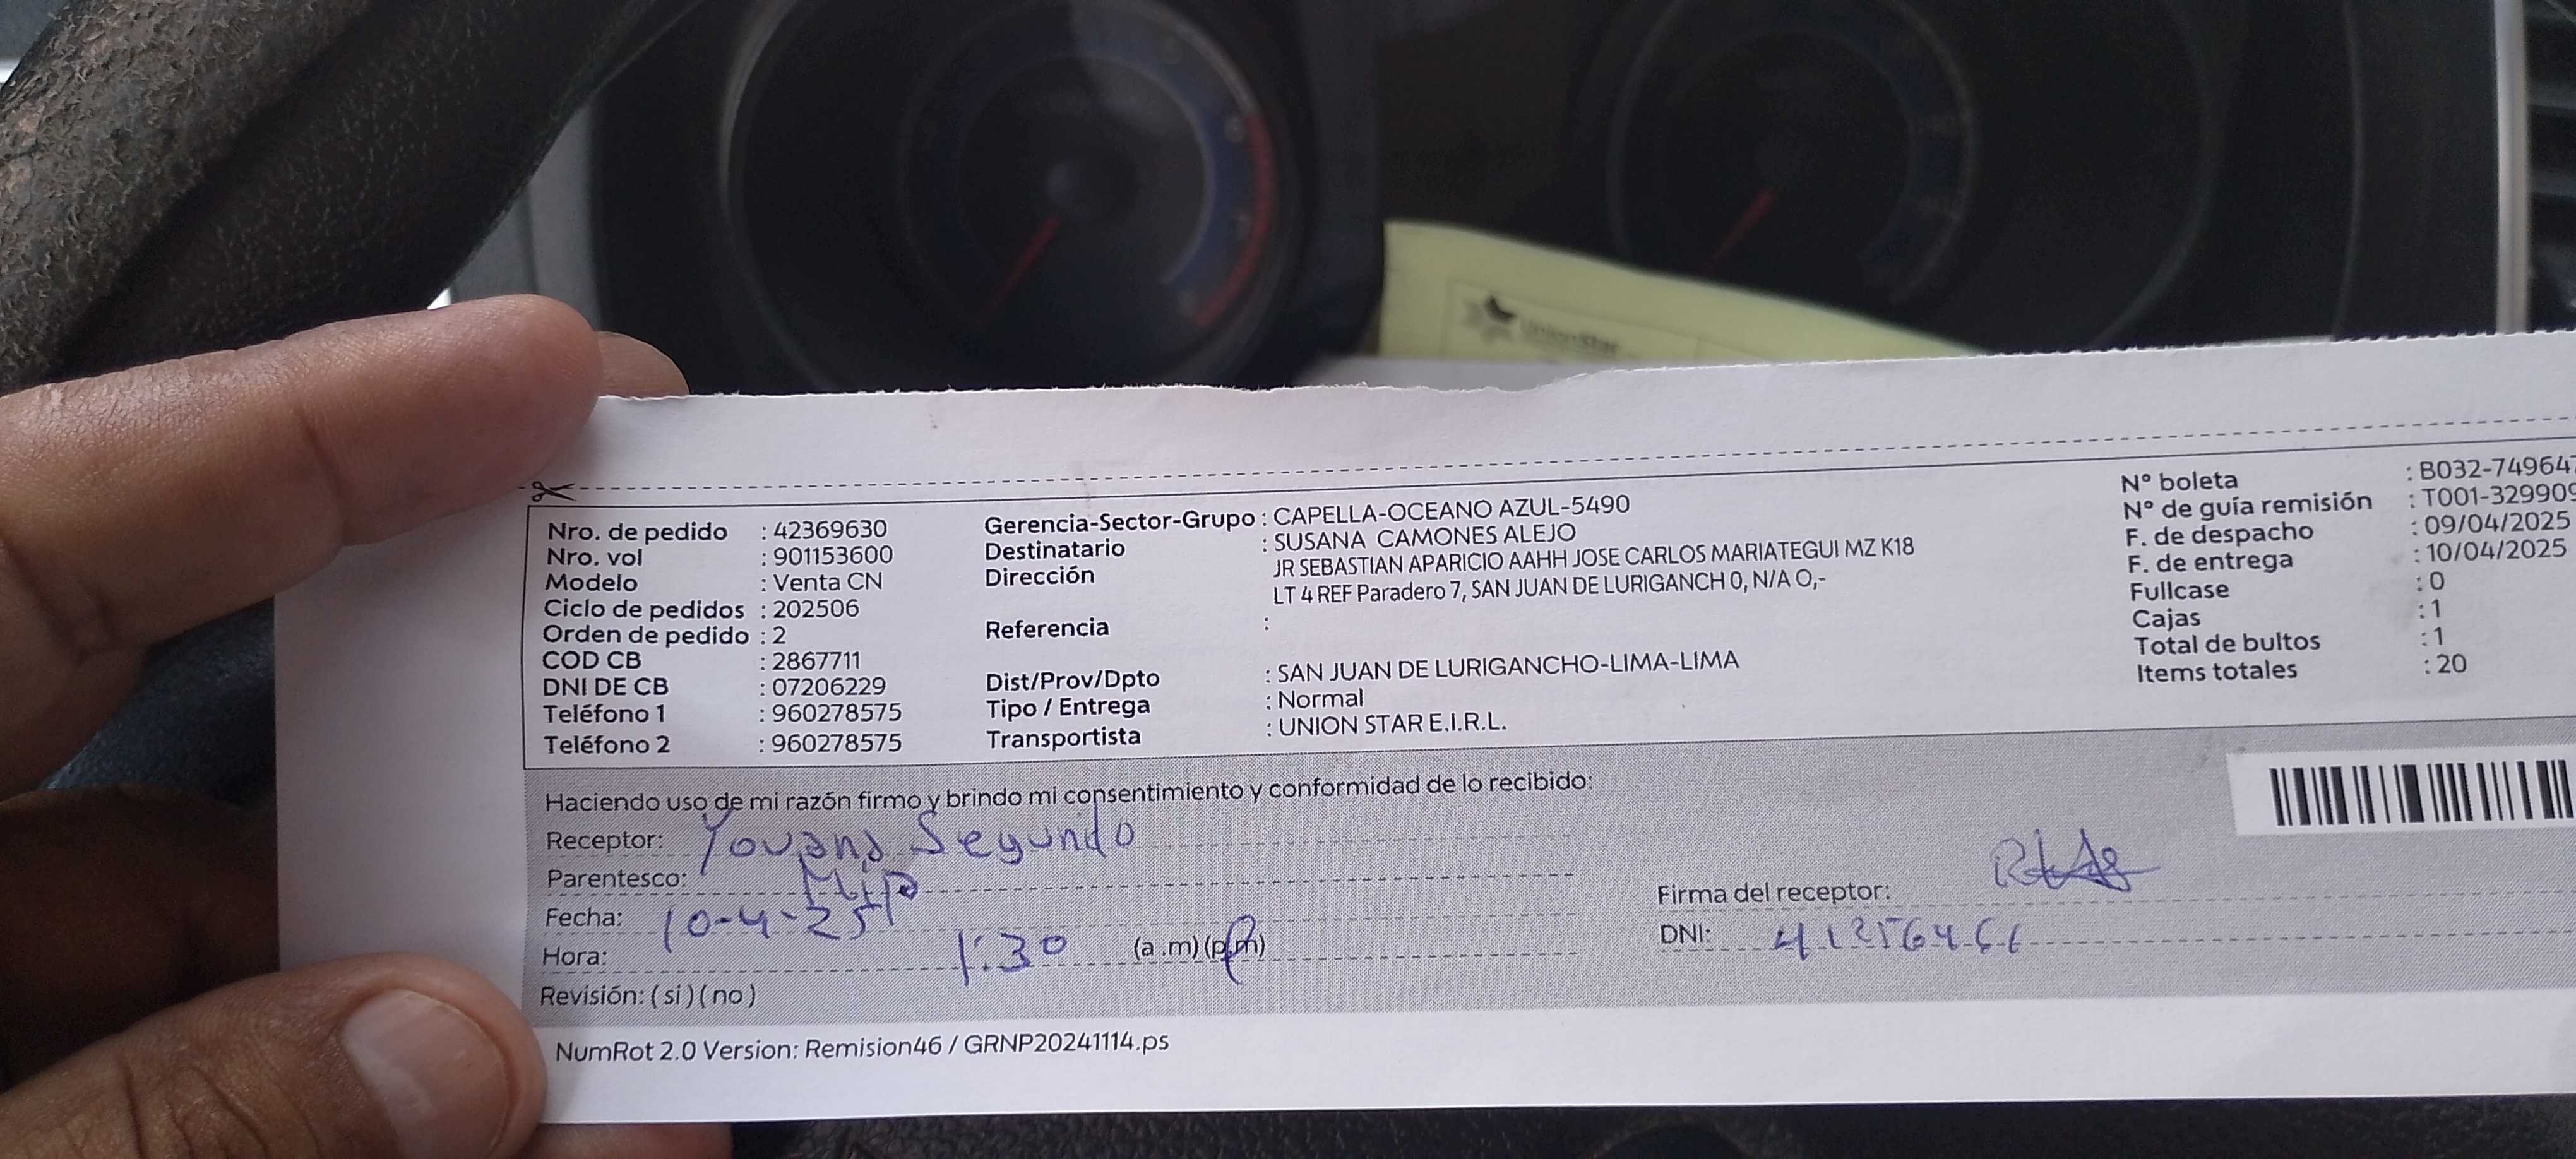 UnionStar
Nro. de pedido : 42369630
Nro. vol : 901153600
Modelo : Venta CN
Ciclo de pedidos : 202506
Orden de pedido : 2
COD CB : 2867711
DNI DE CB : 07206229
Teléfono 1 : 960278575
Teléfono 2 : 960278575
Gerencia-Sector-Grupo : CAPELLA-OCEANO AZUL-5490
Destinatario : SUSANA CAMONES ALEJO
Dirección JR SEBASTIAN APARICIO AAHH JOSE CARLOS MARIATEGUI MZ K18
LT 4 REF Paradero 7, SAN JUAN DE LURIGANCH 0, N/A O,-
Referencia :
Dist/Prov/Dpto : SAN JUAN DE LURIGANCHO-LIMA-LIMA
Tipo / Entrega : Normal
Transportista : UNION STAR E.I.R.L.
N° boleta : B032-74964
N° de guía remisión : T001-32990
F. de despacho : 09/04/2025
F. de entrega : 10/04/2025
Fullcase : 0
Cajas : 1
Total de bultos : 1
Items totales : 20
Haciendo uso de mi razón firmo y brindo mi consentimiento y conformidad de lo recibido:
Receptor: Yovana Segundo
Parentesco:
Fecha: 10-4-25
Hora: 1:30 (a .m) (p.m)
Revisión: ( si ) ( no )
Firma del receptor:
DNI:
NumRot 2.0 Version: Remision46 / GRNP20241114.ps